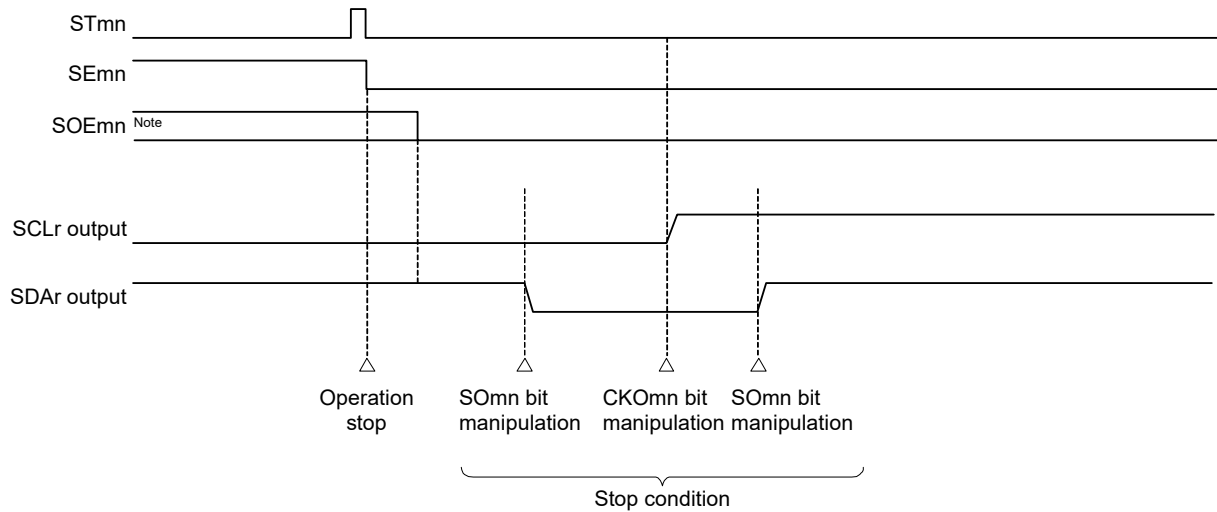 STmn
SEmn
SOEmn Note
SCLr output
SDAr output
Operation
stop
SOmn bit
manipulation
CKOmn bit
manipulation
SOmn bit
manipulation
Stop condition